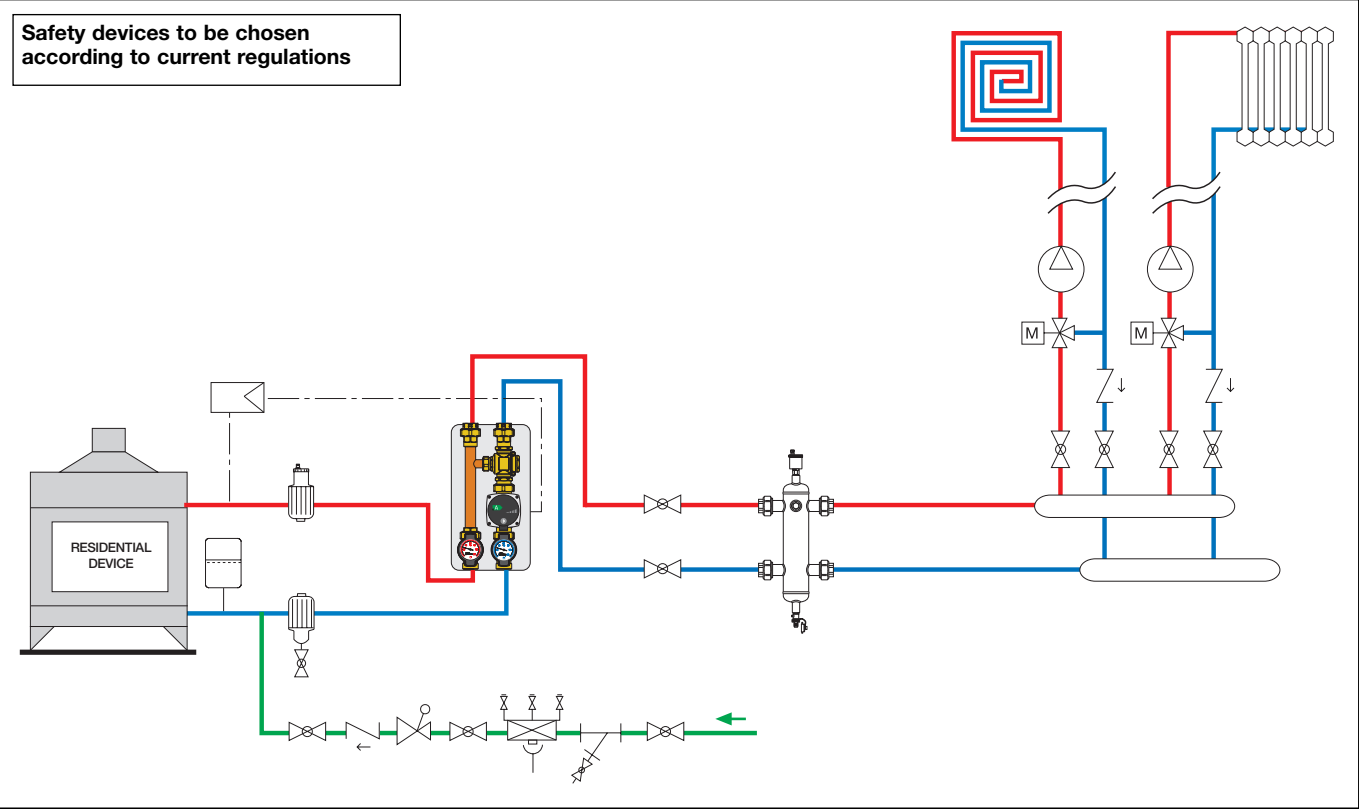 Safety devices to be chosen
according to current regulations
M
M
RESIDENTIAL
DEVICE
A